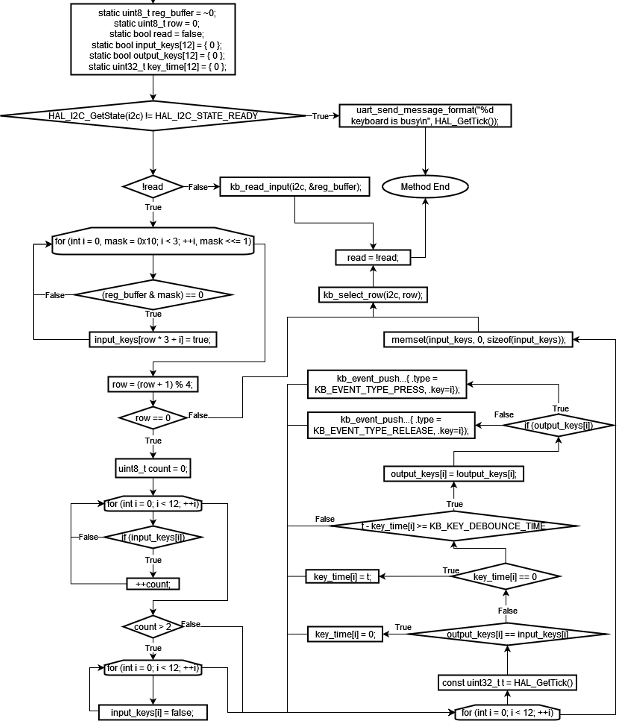 static uint8_t reg_buffer = ~0;
static uint8_t row = 0;
static bool read = false;
static bool input_keys[12] = { 0 };
static bool output_keys[12] = { 0 };
static uint32_t key_time[12] = { 0 };
HAL_I2C_GetState(i2c) != HAL_I2C_STATE_READY
True
uart_send_message_format("%d
keyboard is busy\n", HAL_GetTick());
!read
False
kb_read_input(i2c, &reg_buffer);
Method End
True
for (int i = 0, mask = 0x10; i < 3; ++i, mask <<= 1)
read = !read;
(reg_buffer & mask) == 0
False
kb_select_row(i2c, row);
True
input_keys[row * 3 + i] = true;
memset(input_keys, 0, sizeof(input_keys));
row = (row + 1) % 4;
kb_event_push...{ .type =
KB_EVENT_TYPE_PRESS, .key=i});
row == 0
False
True
kb_event_push...{ .type =
KB_EVENT_TYPE_RELEASE, .key=i});
False
if (output_keys[i])
True
uint8_t count = 0;
output_keys[i] = !output_keys[i];
for (int i = 0; i < 12; ++i)
True
False
t - key_time[i] >= KB_KEY_DEBOUNCE_TIME
False
if (input_keys[i])
True
++count;
key_time[i] = t;
True
key_time[i] == 0
False
count > 2
False
key_time[i] = 0;
True
output_keys[i] == input_keys[i]
True
for (int i = 0; i < 12; ++i)
const uint32_t t = HAL_GetTick()
input_keys[i] = false;
for (int i = 0; i < 12; ++i)